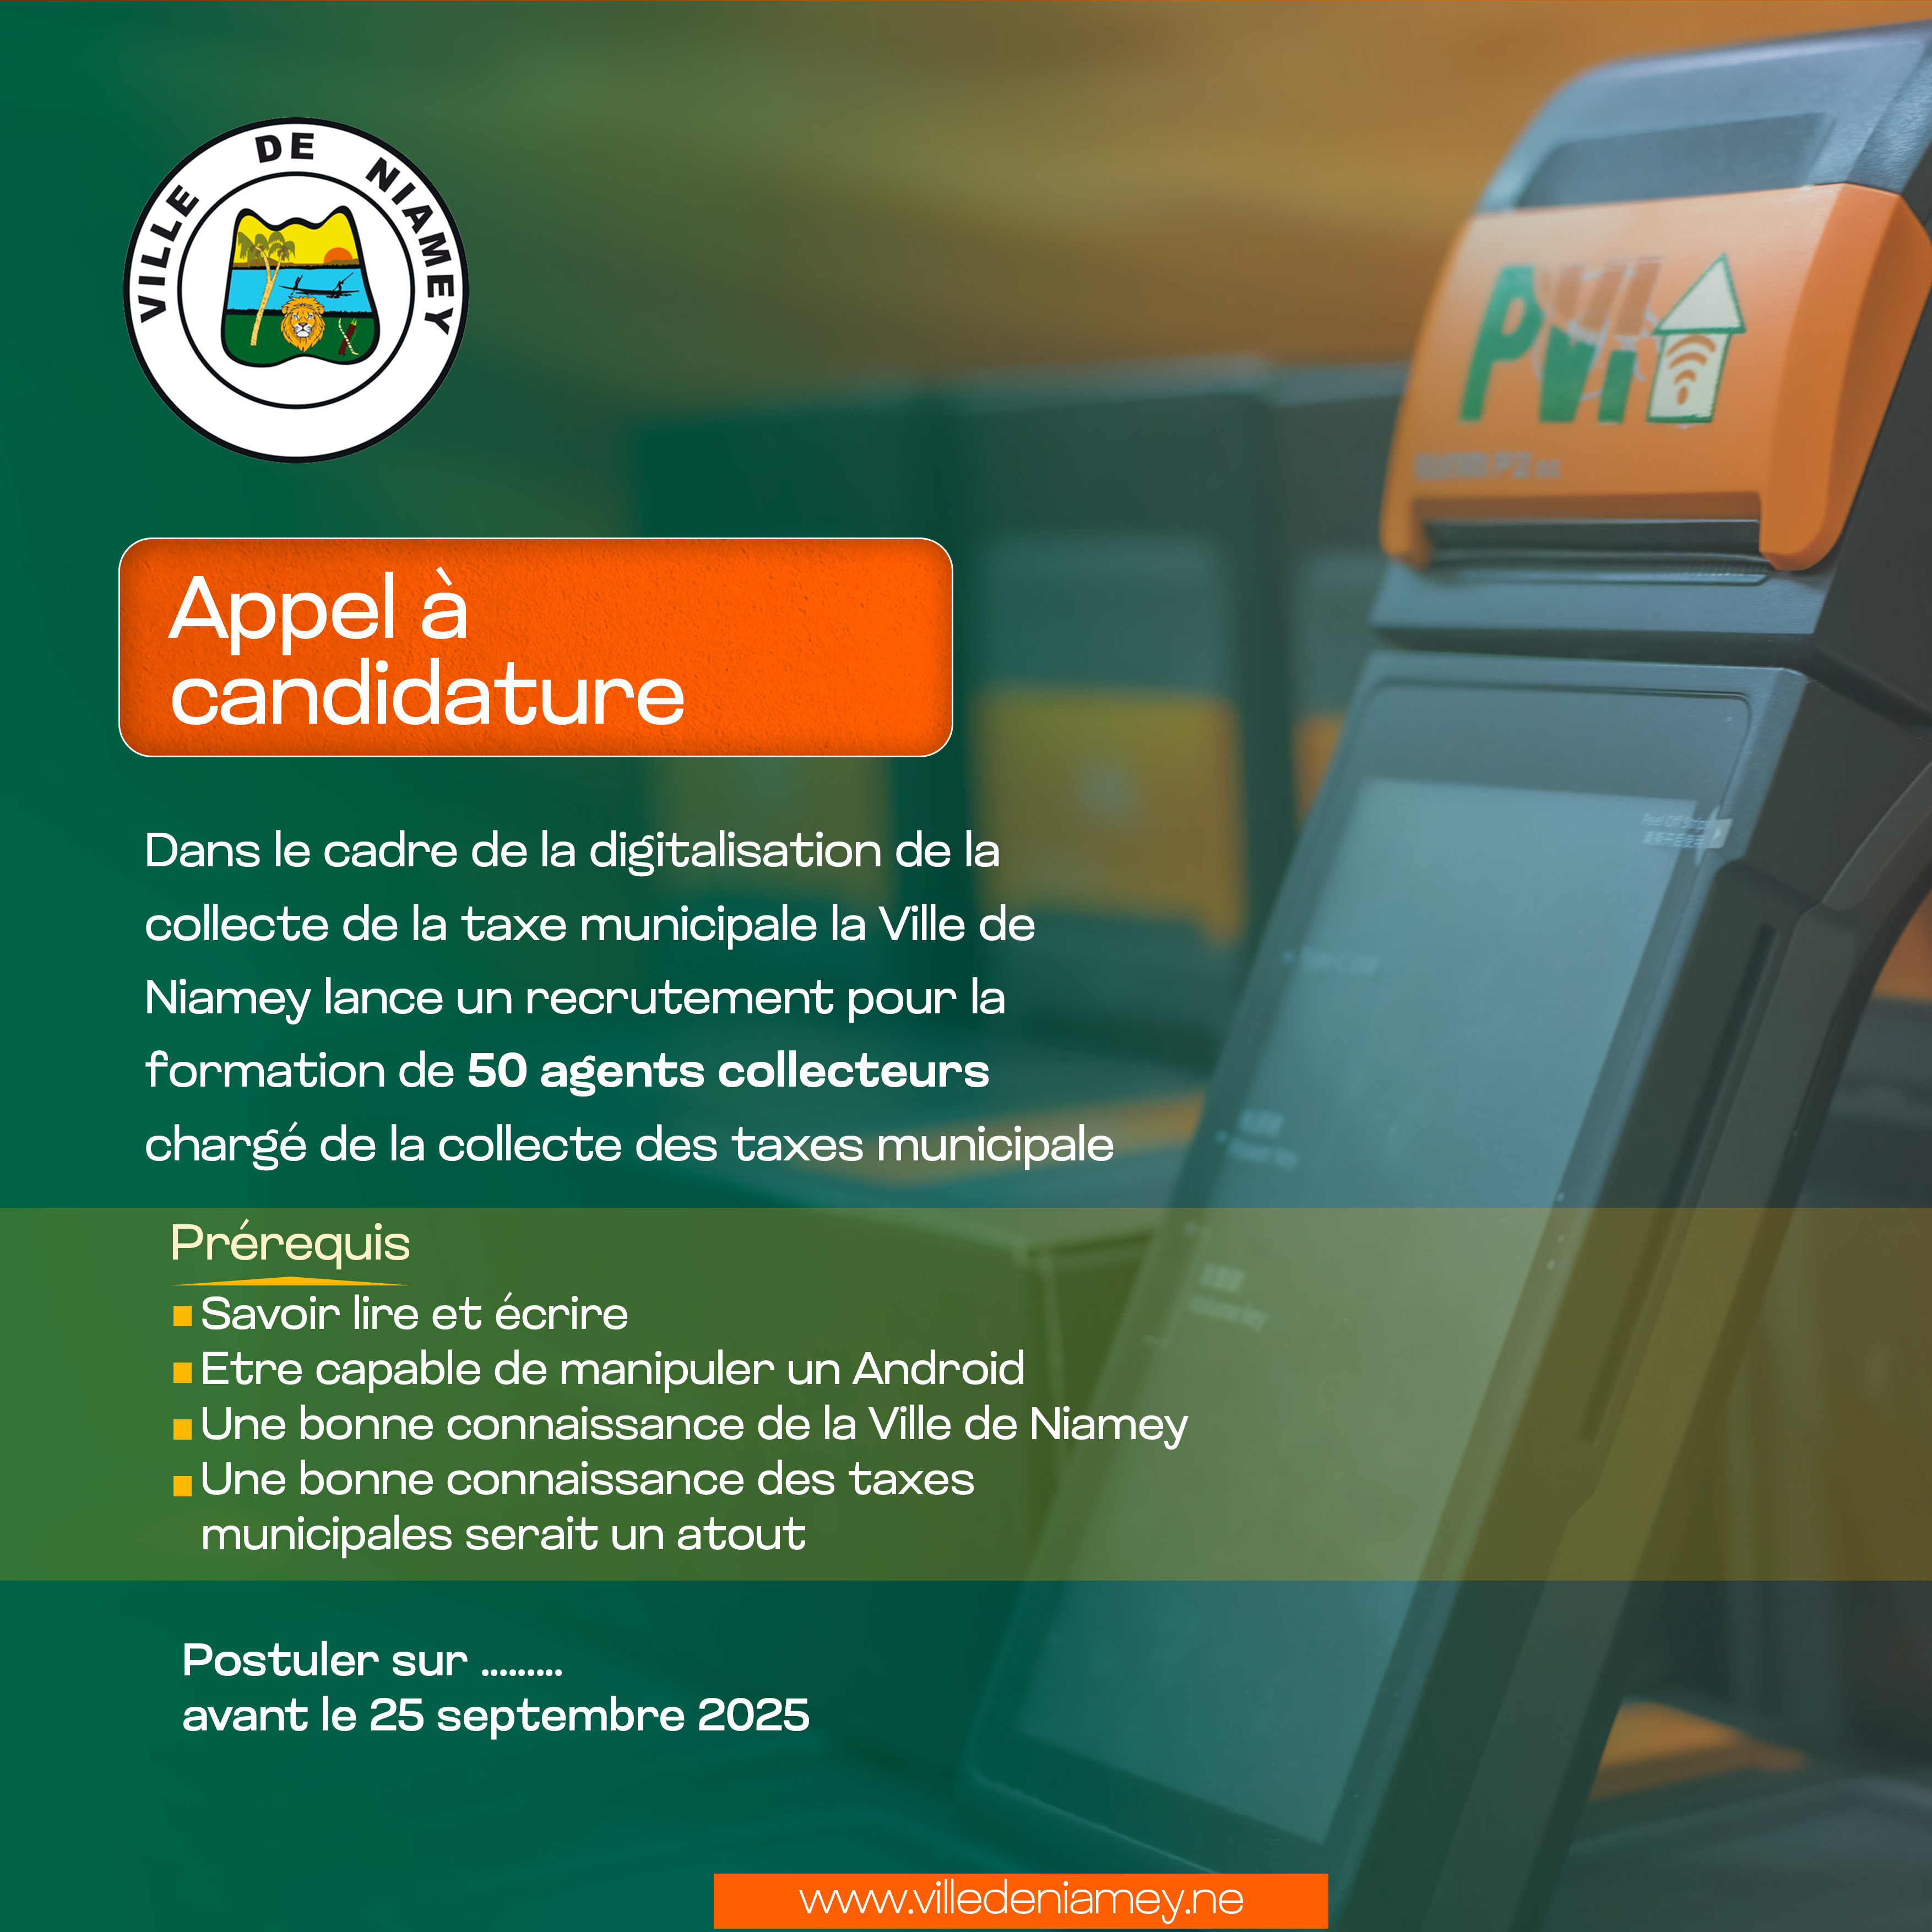 VILLE DE NIAMEY
PVi
Appel à
candidature
Dans le cadre de la digitalisation de la
collecte de la taxe municipale la Ville de
Niamey lance un recrutement pour la
formation de 50 agents collecteurs
chargé de la collecte des taxes municipale
Prérequis
Savoir lire et écrire
Etre capable de manipuler un Android
Une bonne connaissance de la Ville de Niamey
Une bonne connaissance des taxes
municipales serait un atout
Postuler sur .........
avant le 25 septembre 2025
www.villedeniamey.ne